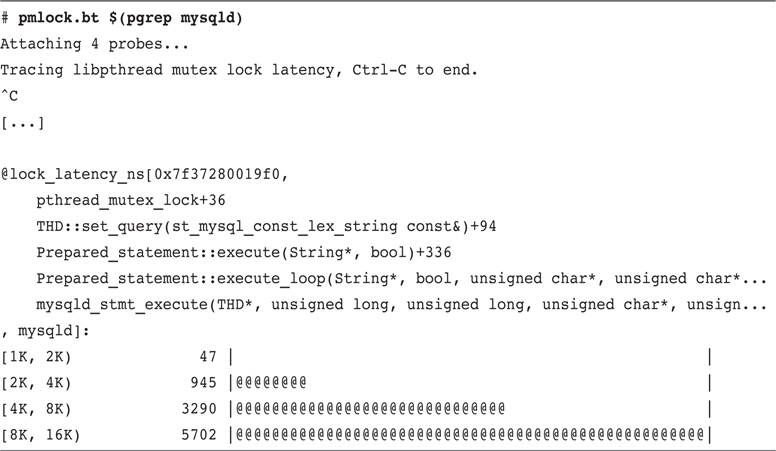 # pmlock.bt $(pgrep mysqld)
Attaching 4 probes...
Tracing libpthread mutex lock latency, Ctrl-C to end.
^C
[...]

@lock_latency_ns[0x7f37280019f0,
    pthread_mutex_lock+36
    THD::set_query(st_mysql_const_lex_string const&)+94
    Prepared_statement::execute(String*, bool)+336
    Prepared_statement::execute_loop(String*, bool, unsigned char*, unsigned char*...
    mysqld_stmt_execute(THD*, unsigned long, unsigned long, unsigned char*, unsign...
, mysqld]:
[1K, 2K)              47 |                                                    |
[2K, 4K)             945 |@@@@@@@@                                            |
[4K, 8K)            3290 |@@@@@@@@@@@@@@@@@@@@@@@@@@@@@@                      |
[8K, 16K)           5702 |@@@@@@@@@@@@@@@@@@@@@@@@@@@@@@@@@@@@@@@@@@@@@@@@@@@@|